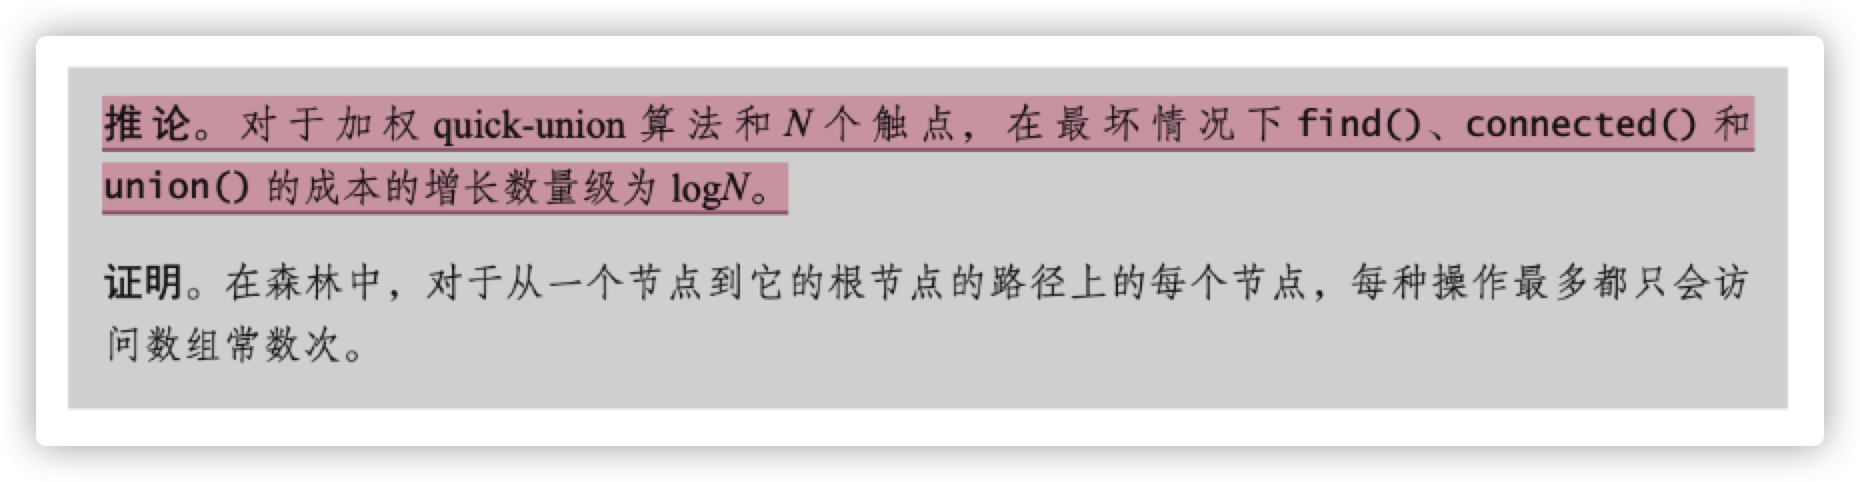 推论。对于加权 quick-union 算法和 N 个触点，在最坏情况下 find()、connected() 和
union() 的成本的增长数量级为 logN。
证明。在森林中，对于从一个节点到它的根节点的路径上的每个节点，每种操作最多都只会访
问数组常数次。